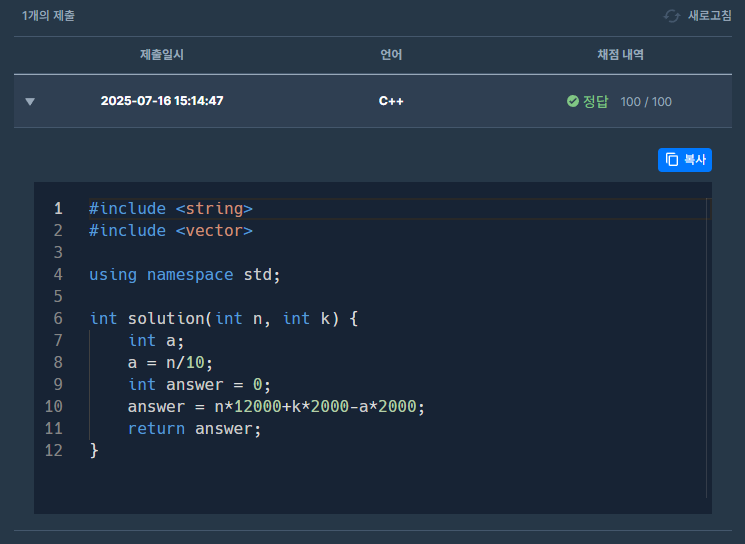 1개의 제출 새로고침
제출일시 언어 채점 내역
2025-07-16 15:14:47 C++ 정답 100 / 100
복사
1 #include <string>
2 #include <vector>
3
4 using namespace std;
5
6 int solution(int n, int k) {
7     int a;
8     a = n/10;
9     int answer = 0;
10     answer = n*12000+k*2000-a*2000;
11     return answer;
12 }